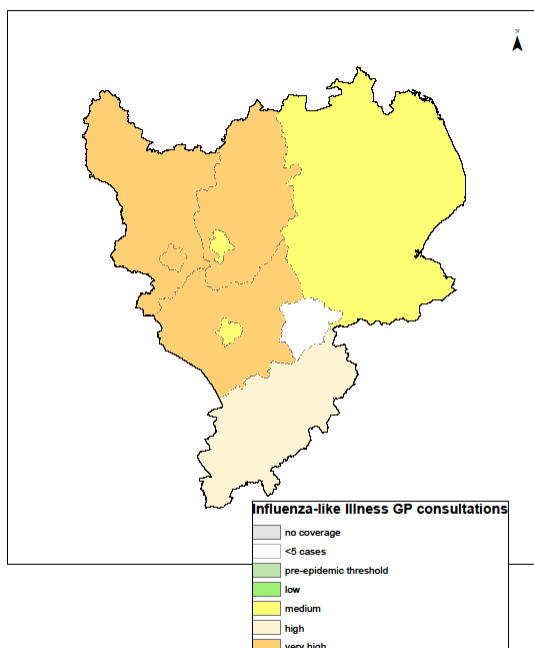 N
Influenza-like Illness GP consultations
no coverage
<5 cases
pre-epidemic threshold
low
medium
high
very high